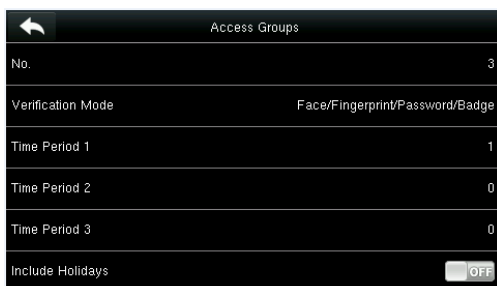 Access Groups
No. 3
Verification Mode Face/Fingerprint/Password/Badge
Time Period 1 1
Time Period 2 0
Time Period 3 0
Include Holidays OFF